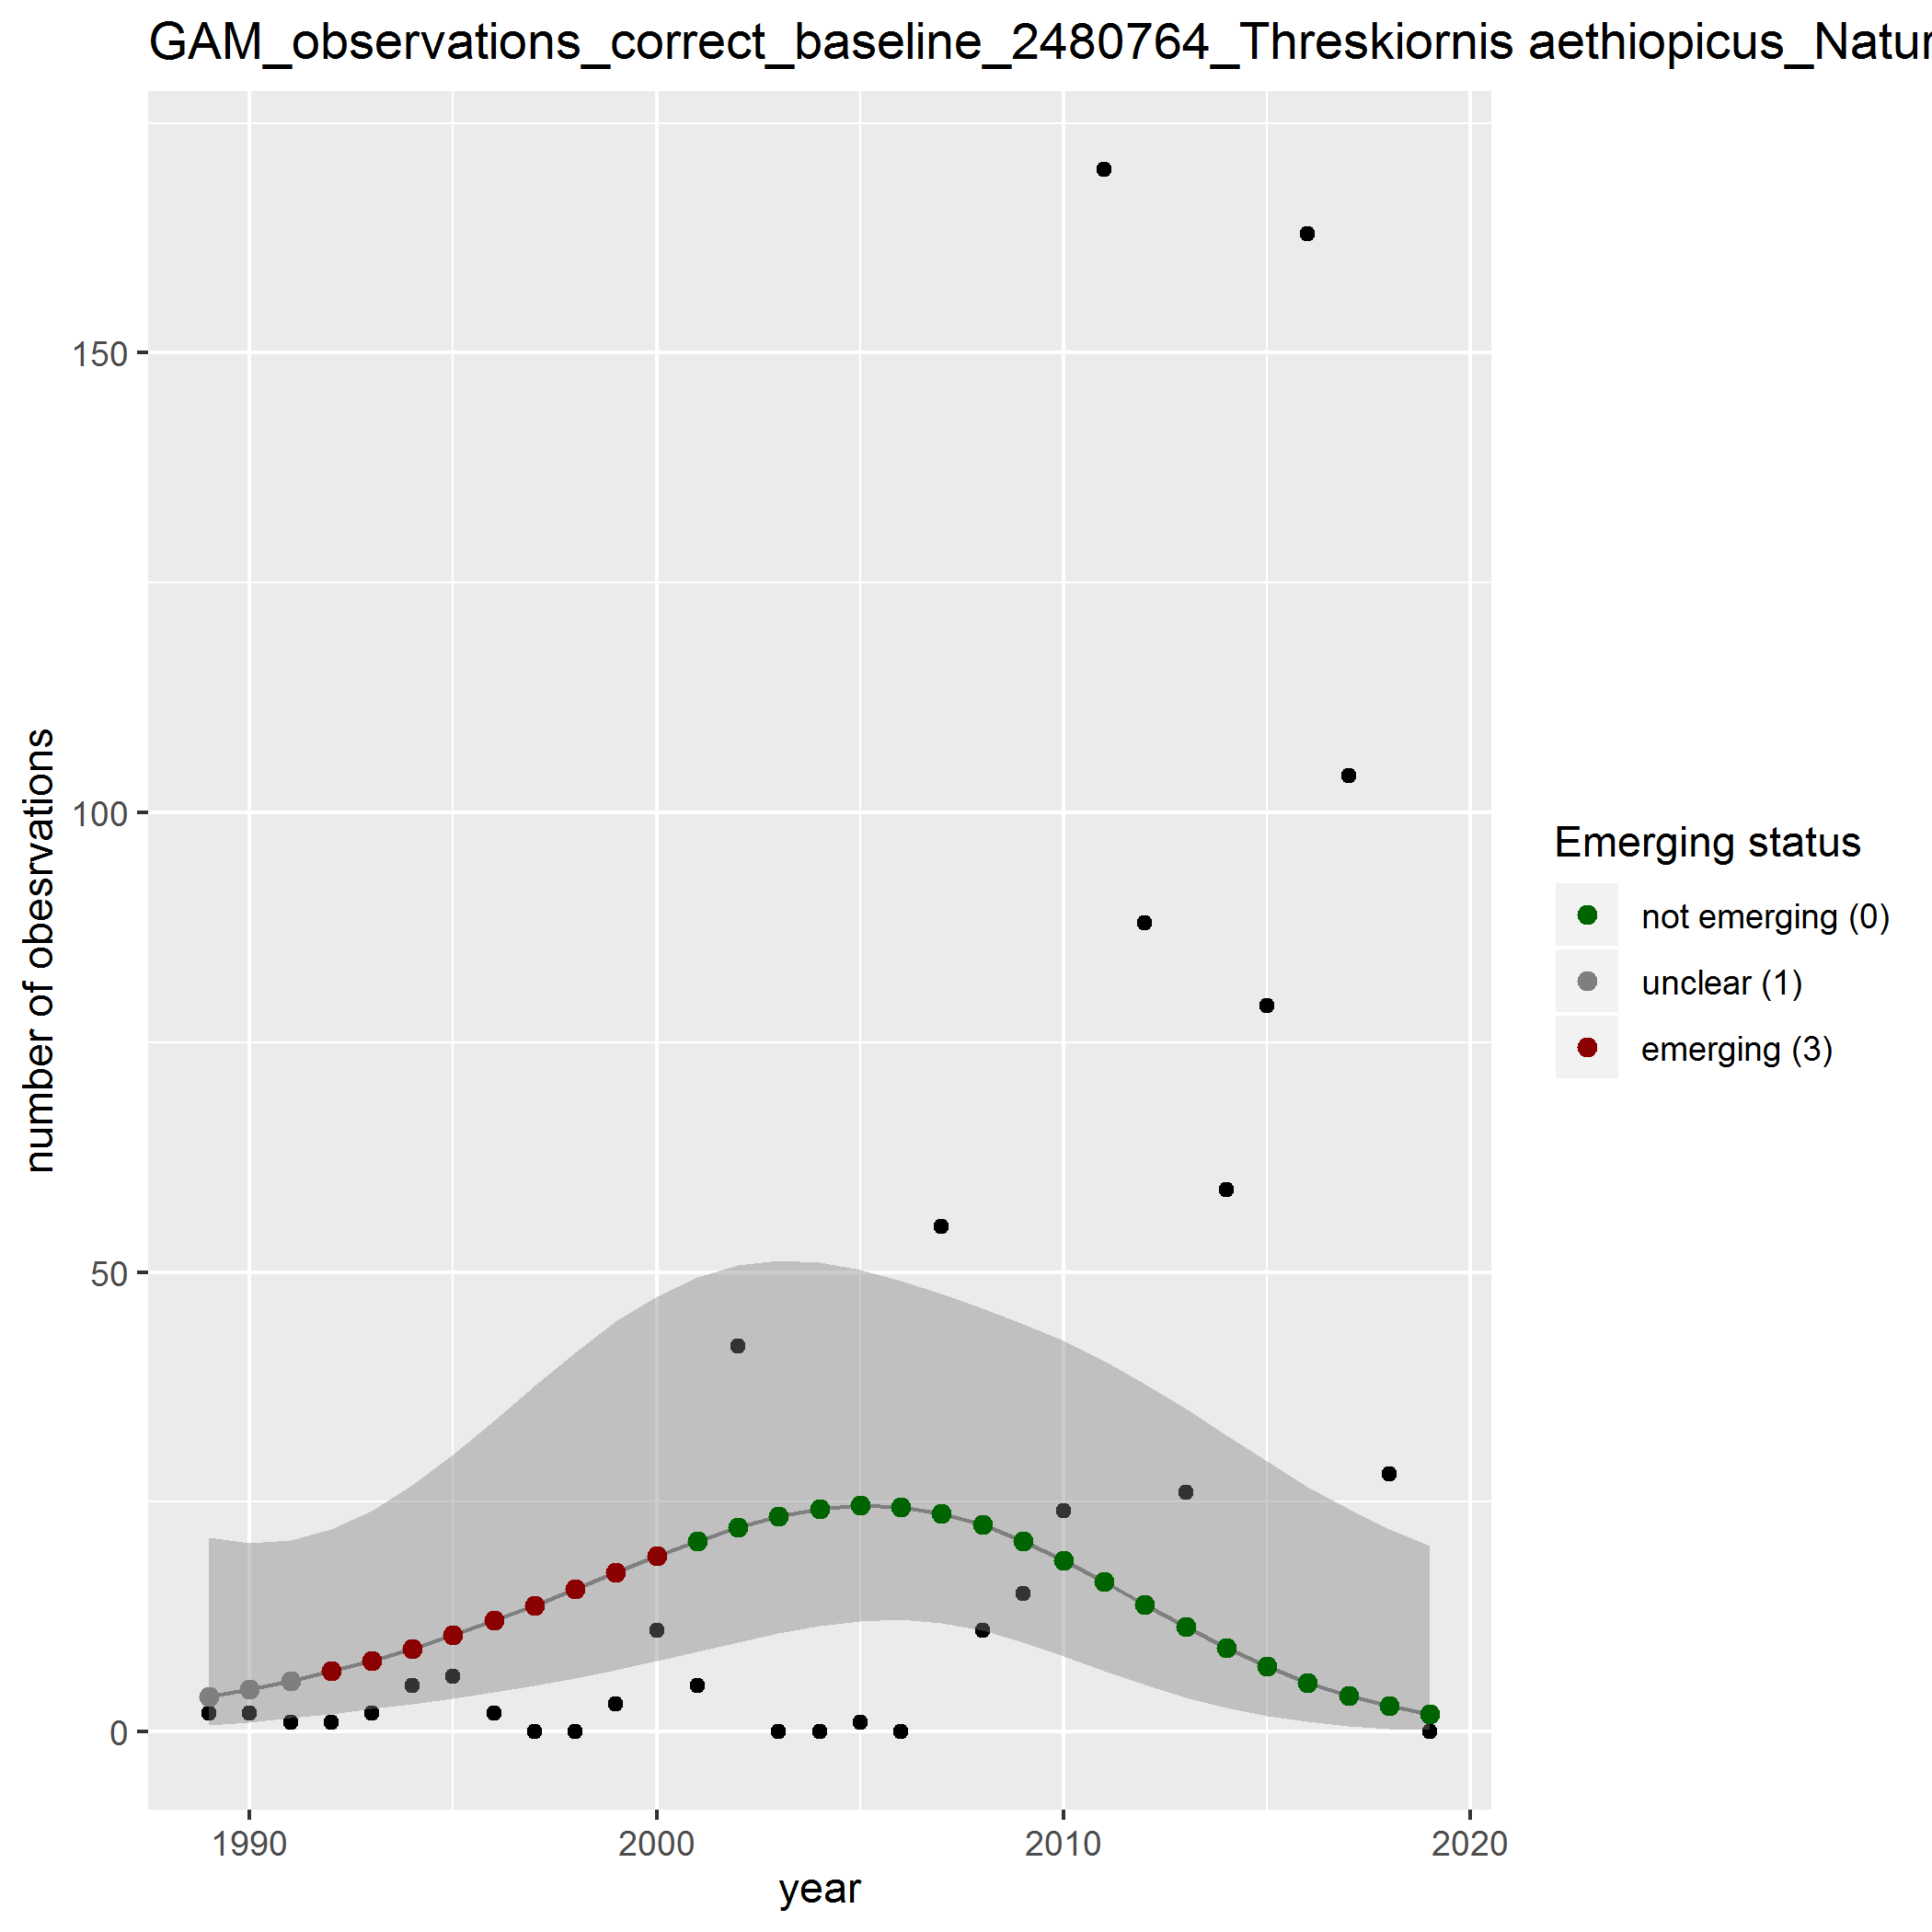 GAM_observations_correct_baseline_2480764_Threskiornis aethiopicus_Natur
number of obesrvations
150
100
50
0
1990 2000 2010 2020
year
Emerging status
not emerging (0)
unclear (1)
emerging (3)